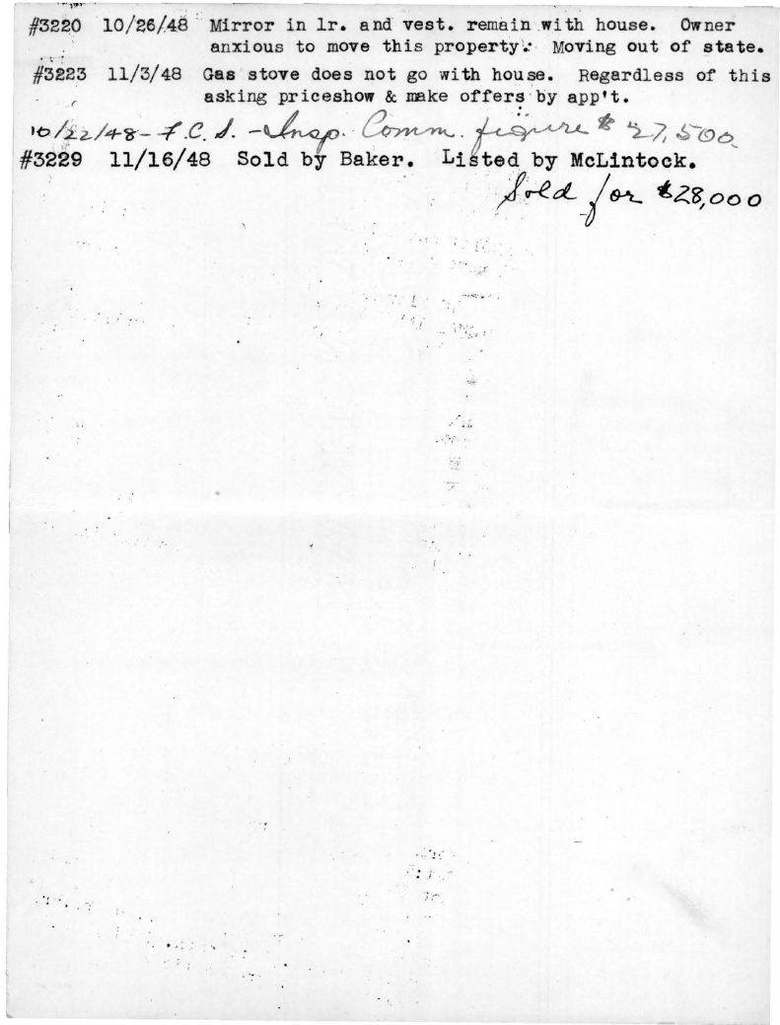 #3220 10/26/48 Mirror in lr. and vest. remain with house. Owner
anxious to move this property. Moving out of state.
#3223 11/3/48 Gas stove does not go with house. Regardless of this
asking priceshow & make offers by app't.
10/22/48 - F.C.S. - Insp. Comm. figure $27,500
#3229 11/16/48 Sold by Baker. Listed by McLintock.
Sold for $28,000